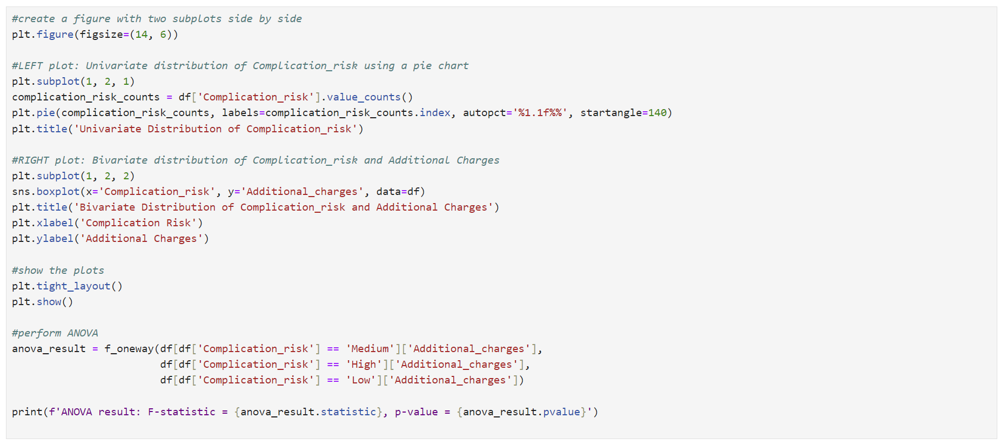 #create a figure with two subplots side by side
plt.figure(figsize=(14, 6))
#LEFT plot: Univariate distribution of Complication_risk using a pie chart
plt.subplot(1, 2, 1)
complication_risk_counts = df['Complication_risk'].value_counts()
plt.pie(complication_risk_counts, labels=complication_risk_counts.index, autopct='%1.1f%%', startangle=140)
plt.title('Univariate Distribution of Complication_risk')
#RIGHT plot: Bivariate distribution of Complication_risk and Additional Charges
plt.subplot(1, 2, 2)
sns.boxplot(x='Complication_risk', y='Additional_charges', data=df)
plt.title('Bivariate Distribution of Complication_risk and Additional Charges')
plt.xlabel('Complication Risk')
plt.ylabel('Additional Charges')
#show the plots
plt.tight_layout()
plt.show()
#perform ANOVA
anova_result = f_oneway(df[df['Complication_risk'] == 'Medium']['Additional_charges'],
                        df[df['Complication_risk'] == 'High']['Additional_charges'],
                        df[df['Complication_risk'] == 'Low']['Additional_charges'])
print(f'ANOVA result: F-statistic = {anova_result.statistic}, p-value = {anova_result.pvalue}')